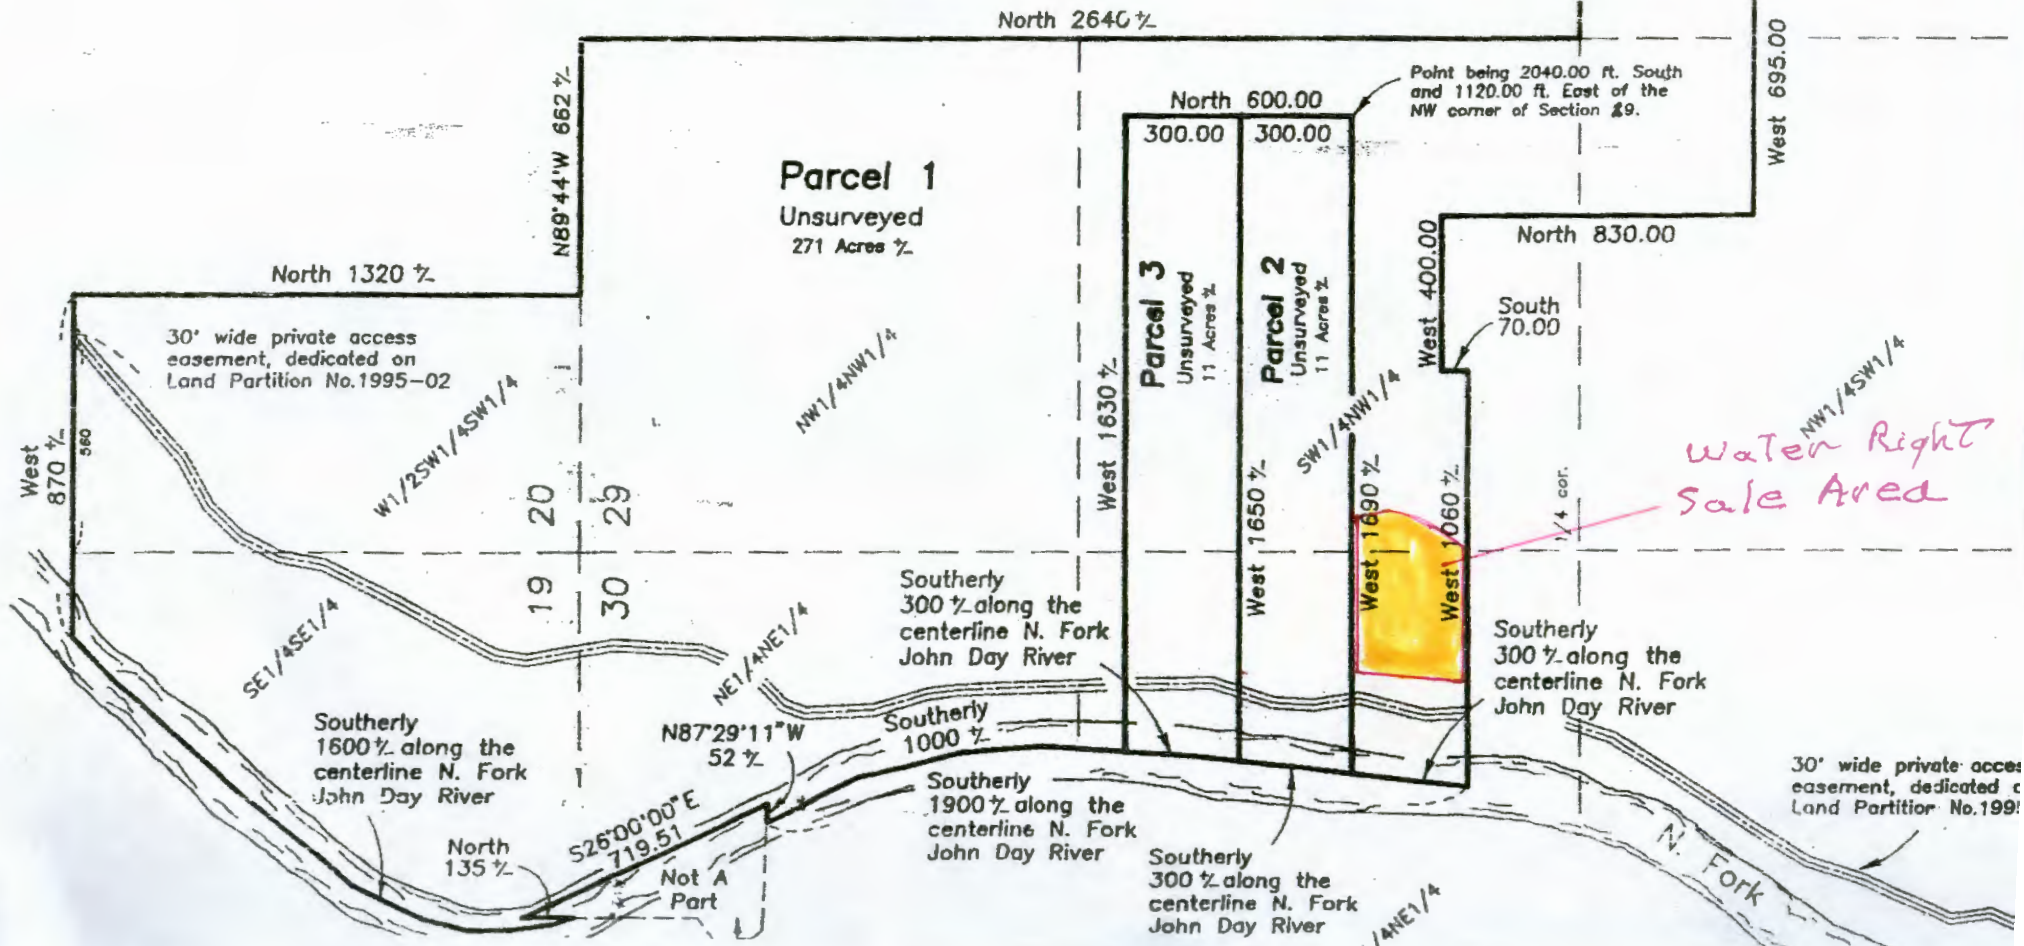 North 2640 ±
N89°44'W 662 ±
West 695.00
Point being 2040.00 ft. South
and 1120.00 ft. East of the
NW corner of Section 29.
North 600.00
300.00
300.00
Parcel 1
Unsurveyed
271 Acres ±
North 830.00
West 400.00
South
70.00
North 1320 ±
30' wide private access
easement, dedicated on
Land Partition No.1995-02
Parcel 3
Unsurveyed
11 Acres ±
Parcel 2
Unsurveyed
11 Acres ±
West
870 ±
560
W1/2SW1/4SW1/4
NW1/4NW1/4
SW1/4NW1/4
NW1/4SW1/4
West 1630 ±
West 1650 ±
West 1690 ±
West 1060 ±
Water Right
Sale Area
1/4 cor.
20
29
19
30
SE1/4SE1/4
NE1/4NE1/4
Southerly
300 ± along the
centerline N. Fork
John Day River
Southerly
300 ± along the
centerline N. Fork
John Day River
Southerly
1600 ± along the
centerline N. Fork
John Day River
N87°29'11"W
52 ±
Southerly
1000 ±
S26°00'00"E
719.51
North
135 ±
Not A
Part
Southerly
1900 ± along the
centerline N. Fork
John Day River
Southerly
300 ± along the
centerline N. Fork
John Day River
30' wide private acces
easement, dedicated
Land Partition No.199
N. Fork
/4NE1/4